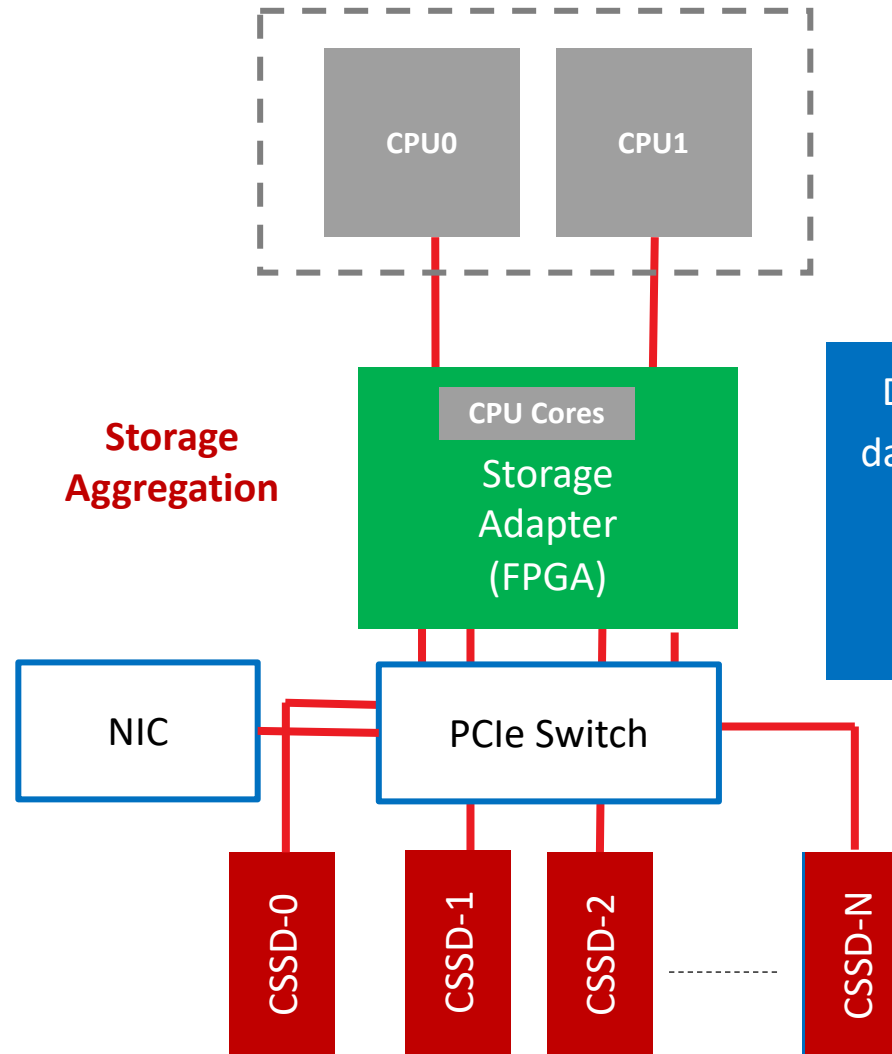 CPU0
CPU1
CPU Cores
Storage
Adapter
(FPGA)
Storage
Aggregation
NIC
PCIe Switch
CSSD-0
CSSD-1
CSSD-2
CSSD-N